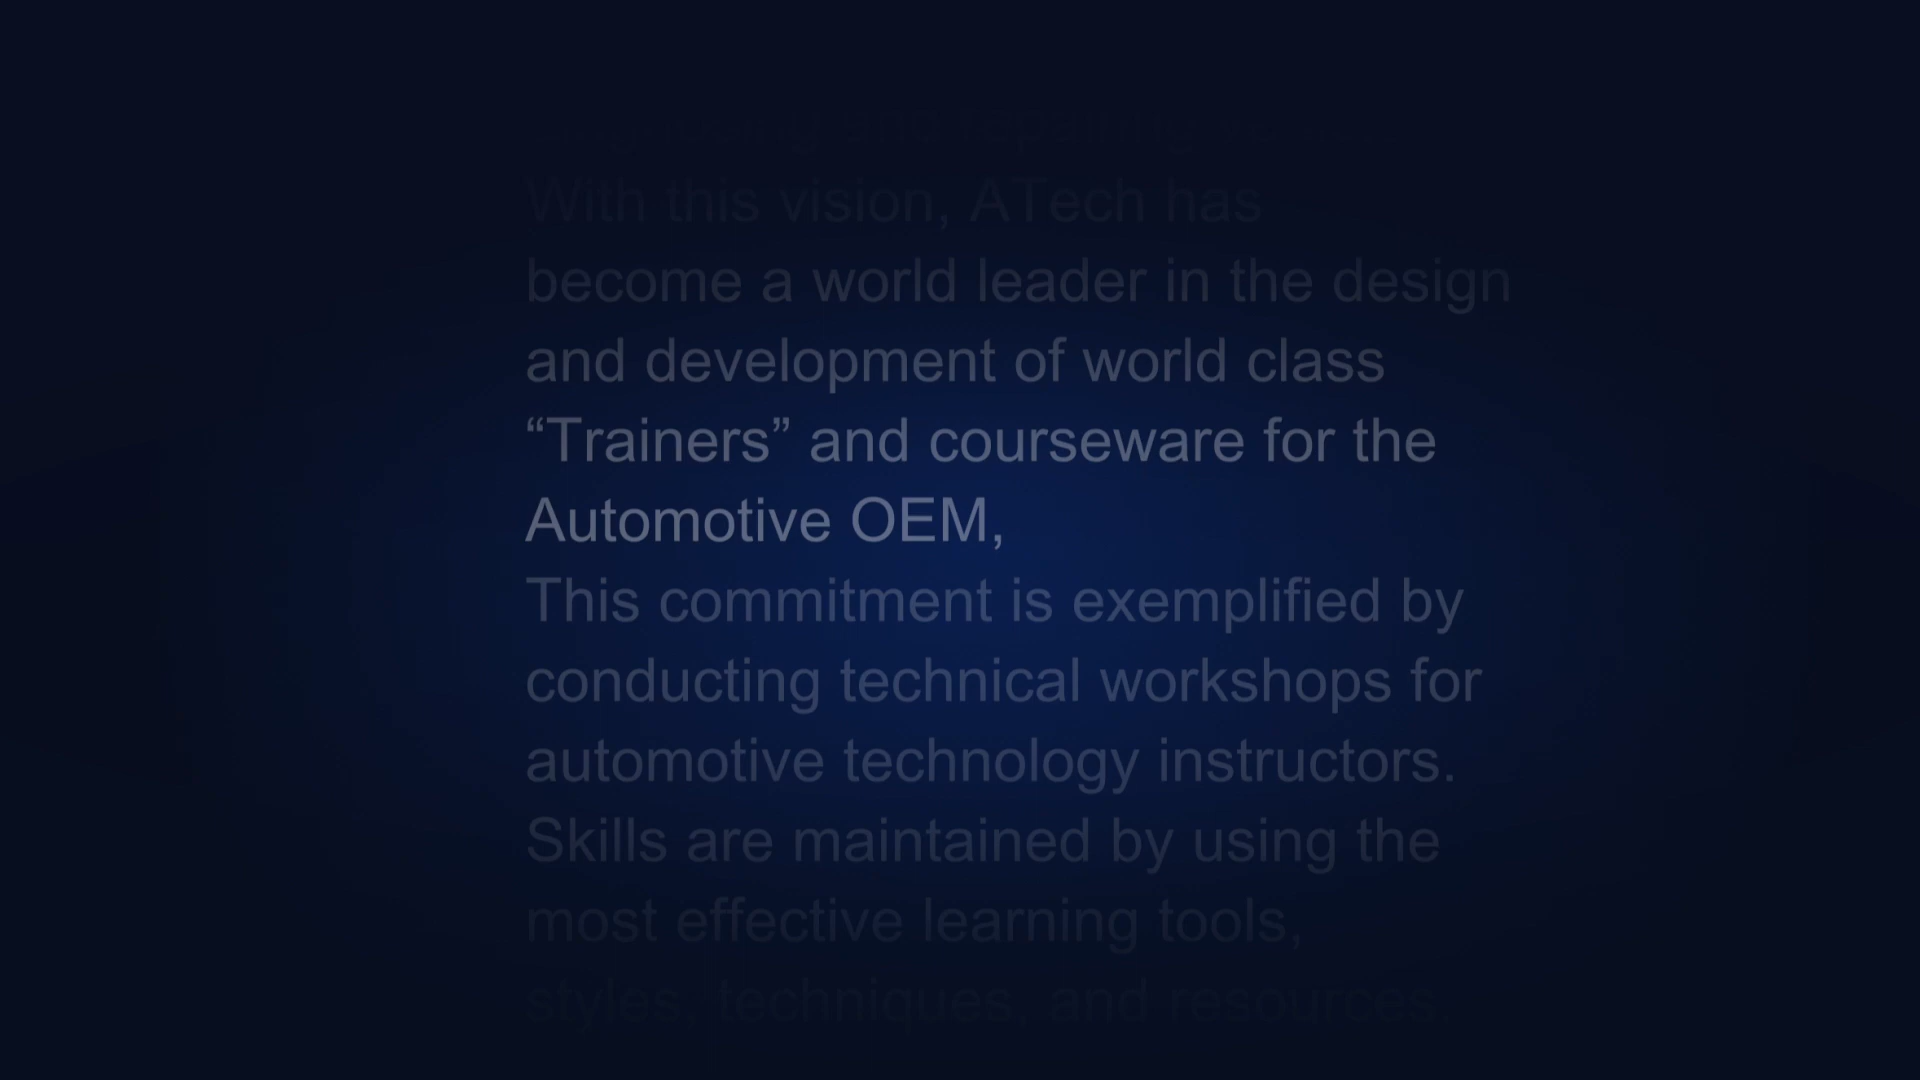 and repairing
With this vision, ATech has
become a world leader in the design
and development of world class
“Trainers” and courseware for the
Automotive OEM,
This commitment is exemplified by
conducting technical workshops for
automotive technology instructors.
Skills are maintained by using the
most effective learning tools,
styles, techniques, and resources.